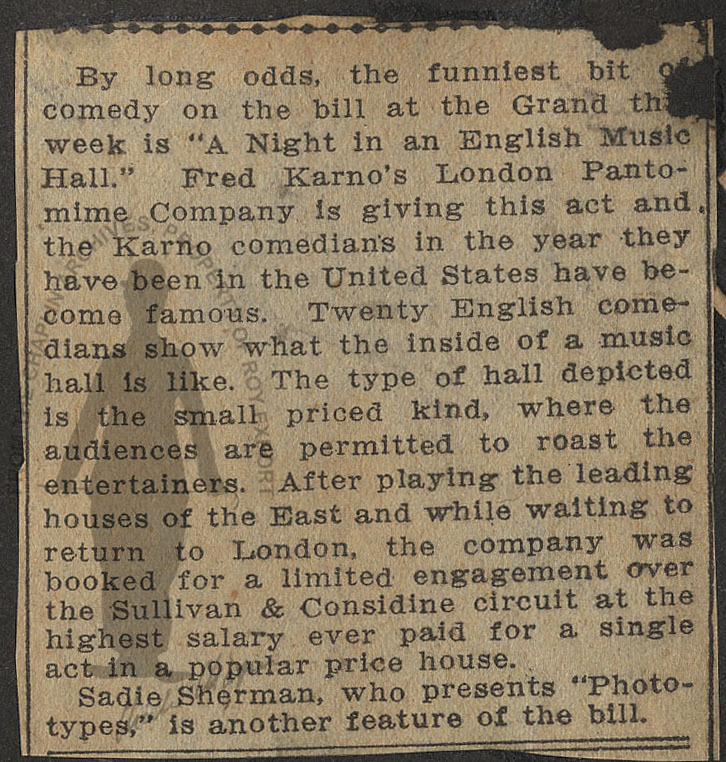 By long odds, the funniest bit of
comedy on the bill at the Grand this
week is "A Night in an English Music
Hall." Fred Karno's London Panto-
mime Company is giving this act and
the Karno comedians in the year they
have been in the United States have be-
come famous. Twenty English come-
dians show what the inside of a music
hall is like. The type of hall depicted
is the small priced kind, where the
audiences are permitted to roast the
entertainers. After playing the leading
houses of the East and while waiting to
return to London, the company was
booked for a limited engagement over
the Sullivan & Considine circuit at the
highest salary ever paid for a single
act in a popular price house.
Sadie Sherman, who presents "Photo-
types," is another feature of the bill.